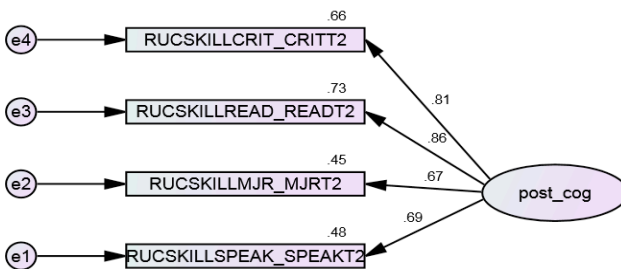 .66
e4
RUCSKILLCRIT_CRITT2
.81
.73
e3
RUCSKILLREAD_READT2
.86
.45
e2
RUCSKILLMJR_MJRT2
.67
post_cog
.69
.48
e1
RUCSKILLSPEAK_SPEAKT2